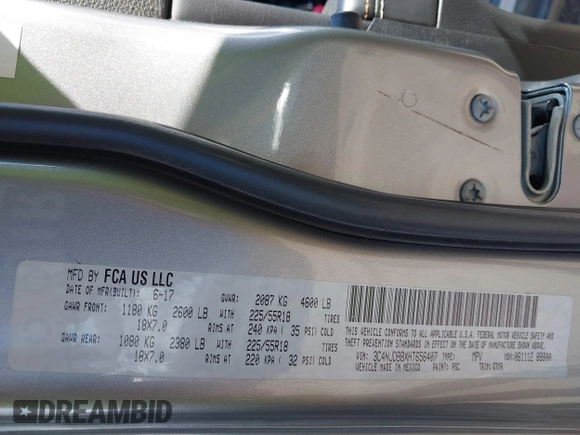 MFD BY FCA US LLC
DATE OF MFR(BUILT): 6-17 GVWR: 2087 KG 4600 LB
GAWR FRONT: 1180 KG 2600 LB WITH 225/55R18 TIRES
18X7.0 RIMS AT 240 KPA ( 35 PSI) COLD
GAWR REAR: 1080 KG 2380 LB WITH 225/55R18 TIRES
18X7.0 RIMS AT 220 KPA ( 32 PSI) COLD
THIS VEHICLE CONFORMS TO ALL APPLICABLE
FEDERAL MOTOR VEHICLE SAFETY AND
THEFT PREVENTION STANDARDS IN EFFECT ON
THE DATE OF MANUFACTURE SHOWN ABOVE.
VIN: 3C4NJDBBXHT656407 TYPE: MPV MDH: 061112 888AA
VEHICLE MADE IN MEXICO PAINT: PSC TRIM:
DREAMBID